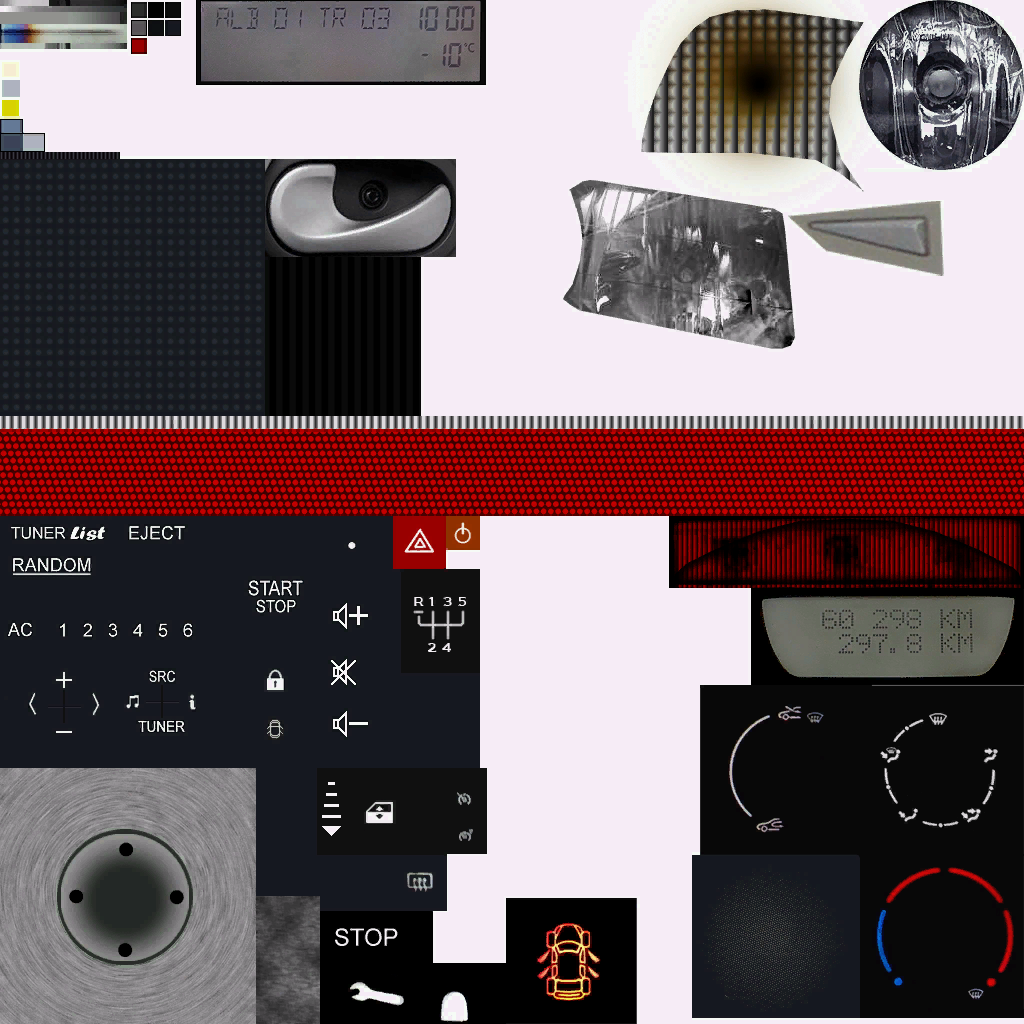 ALB 01 TR 03 10:00
-10°C
TUNER List EJECT
RANDOM
START
STOP
AC 1 2 3 4 5 6
SRC
TUNER
R 1 3 5
2 4
60 298 KM
297.8 KM
STOP